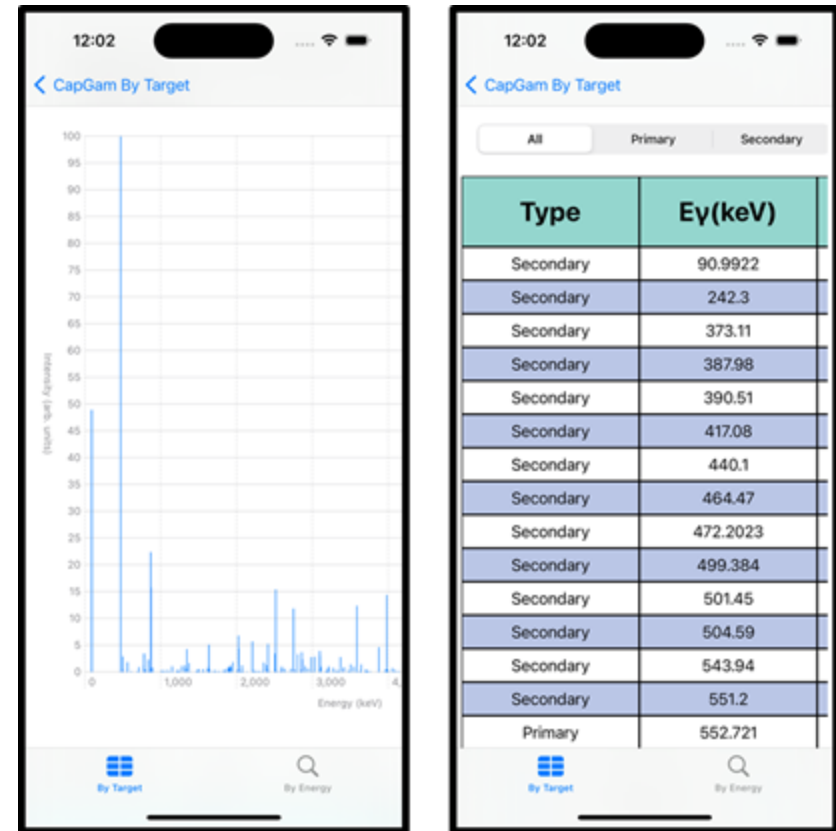 12:02
CapGam By Target
100
95
90
85
80
75
70
65
60
55
50
45
40
35
30
25
20
15
10
5
0
Intensity (arb. units)
0 1,000 2,000 3,000 4,
Energy (keV)
By Target By Energy
12:02
CapGam By Target
All Primary Secondary
Type Eγ(keV)
Secondary 90.9922
Secondary 242.3
Secondary 373.11
Secondary 387.98
Secondary 390.51
Secondary 417.08
Secondary 440.1
Secondary 464.47
Secondary 472.2023
Secondary 499.384
Secondary 501.45
Secondary 504.59
Secondary 543.94
Secondary 551.2
Primary 552.721
By Target By Energy